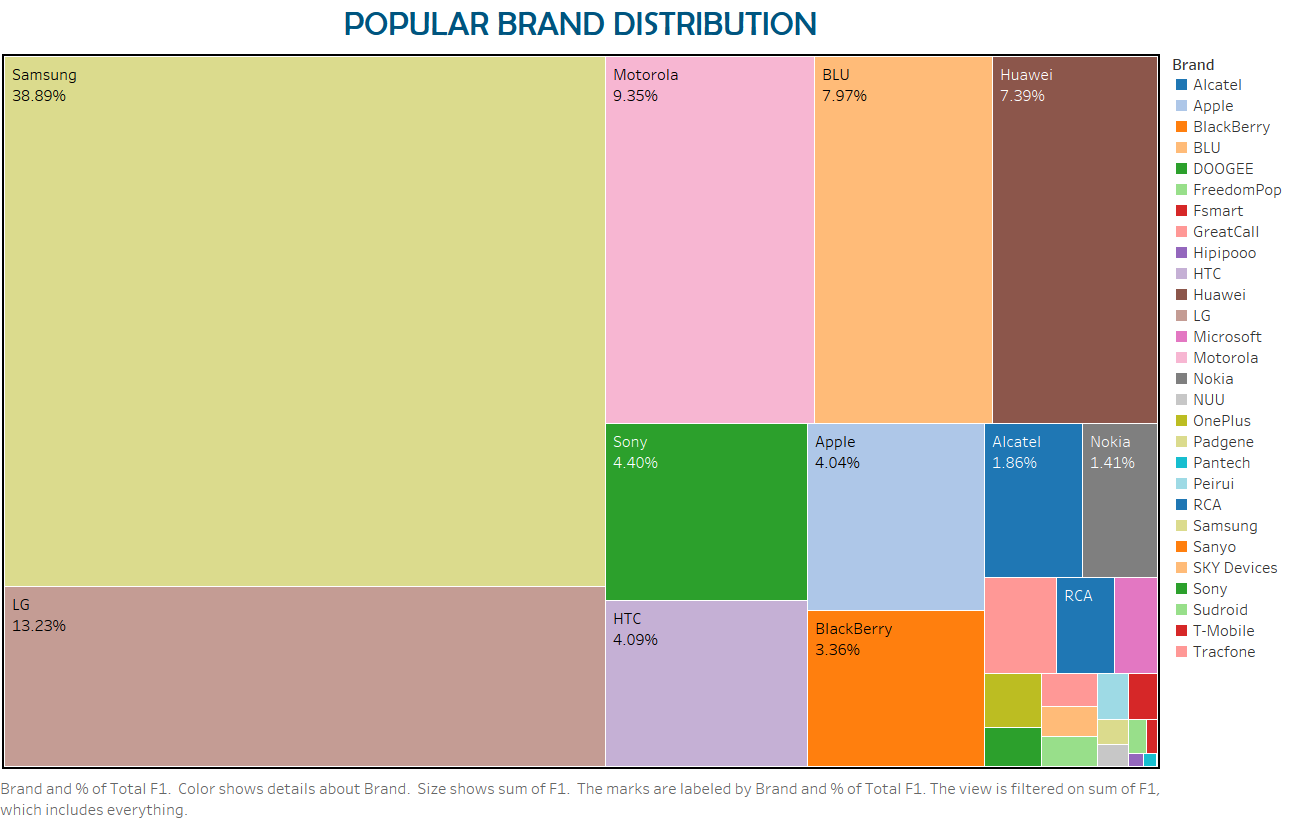 POPULAR BRAND DISTRIBUTION
Samsung
38.89%
Motorola
9.35%
BLU
7.97%
Huawei
7.39%
Sony
4.40%
Apple
4.04%
Alcatel
1.86%
Nokia
1.41%
RCA
LG
13.23%
HTC
4.09%
BlackBerry
3.36%
Brand
Alcatel
Apple
BlackBerry
BLU
DOOGEE
FreedomPop
Fsmart
GreatCall
Hipipooo
HTC
Huawei
LG
Microsoft
Motorola
Nokia
NUU
OnePlus
Padgene
Pantech
Peirui
RCA
Samsung
Sanyo
SKY Devices
Sony
Sudroid
T-Mobile
Tracfone
Brand and % of Total F1.  Color shows details about Brand.  Size shows sum of F1.  The marks are labeled by Brand and % of Total F1. The view is filtered on sum of F1,
which includes everything.